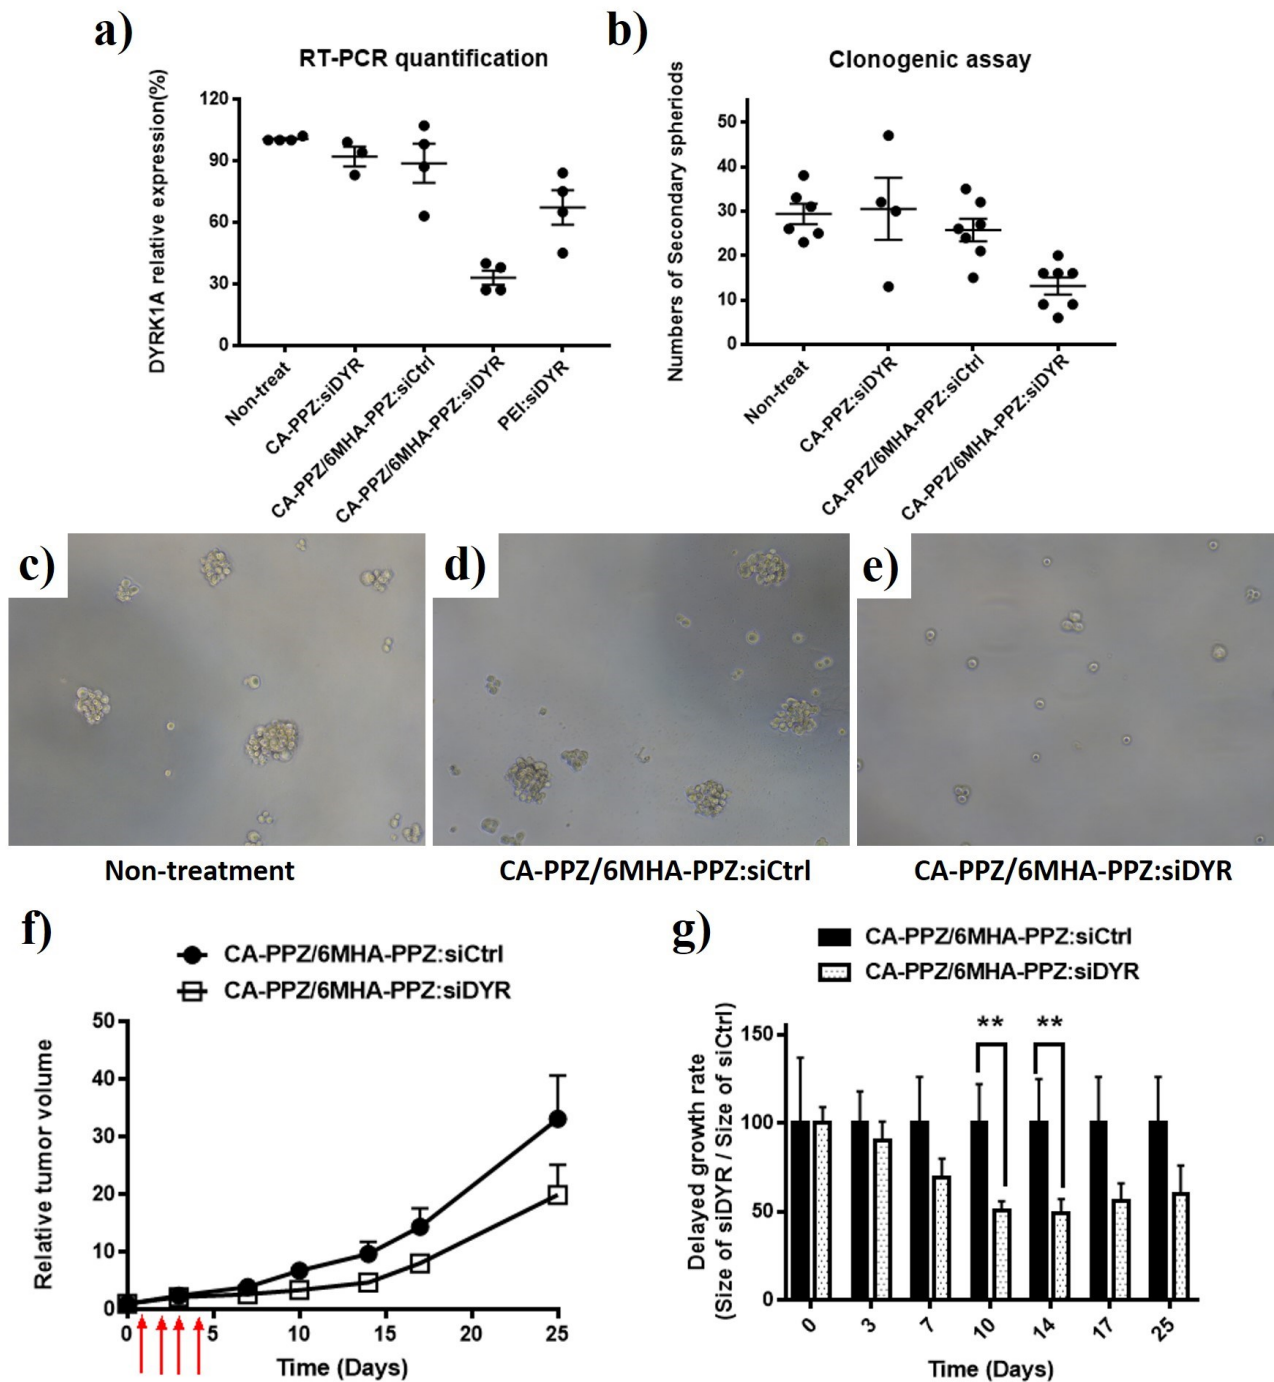 a)
RT-PCR quantification
DYRK1A relative expression(%)
120
90
60
30
0
Non-treat
CA-PPZ:siDYR
CA-PPZ/6MHA-PPZ:siCtrl
CA-PPZ/6MHA-PPZ:siDYR
PEI:siDYR
b)
Clonogenic assay
Numbers of Secondary spheriods
50
40
30
20
10
0
Non-treat
CA-PPZ:siDYR
CA-PPZ/6MHA-PPZ:siCtrl
CA-PPZ/6MHA-PPZ:siDYR
c)
Non-treatment
d)
CA-PPZ/6MHA-PPZ:siCtrl
e)
CA-PPZ/6MHA-PPZ:siDYR
f)
CA-PPZ/6MHA-PPZ:siCtrl
CA-PPZ/6MHA-PPZ:siDYR
Relative tumor volume
50
40
30
20
10
0
0 5 10 15 20 25
Time (Days)
g)
CA-PPZ/6MHA-PPZ:siCtrl
CA-PPZ/6MHA-PPZ:siDYR
Delayed growth rate
(Size of siDYR / Size of siCtrl)
150
100
50
0
** **
0 3 7 10 14 17 25
Time (Days)